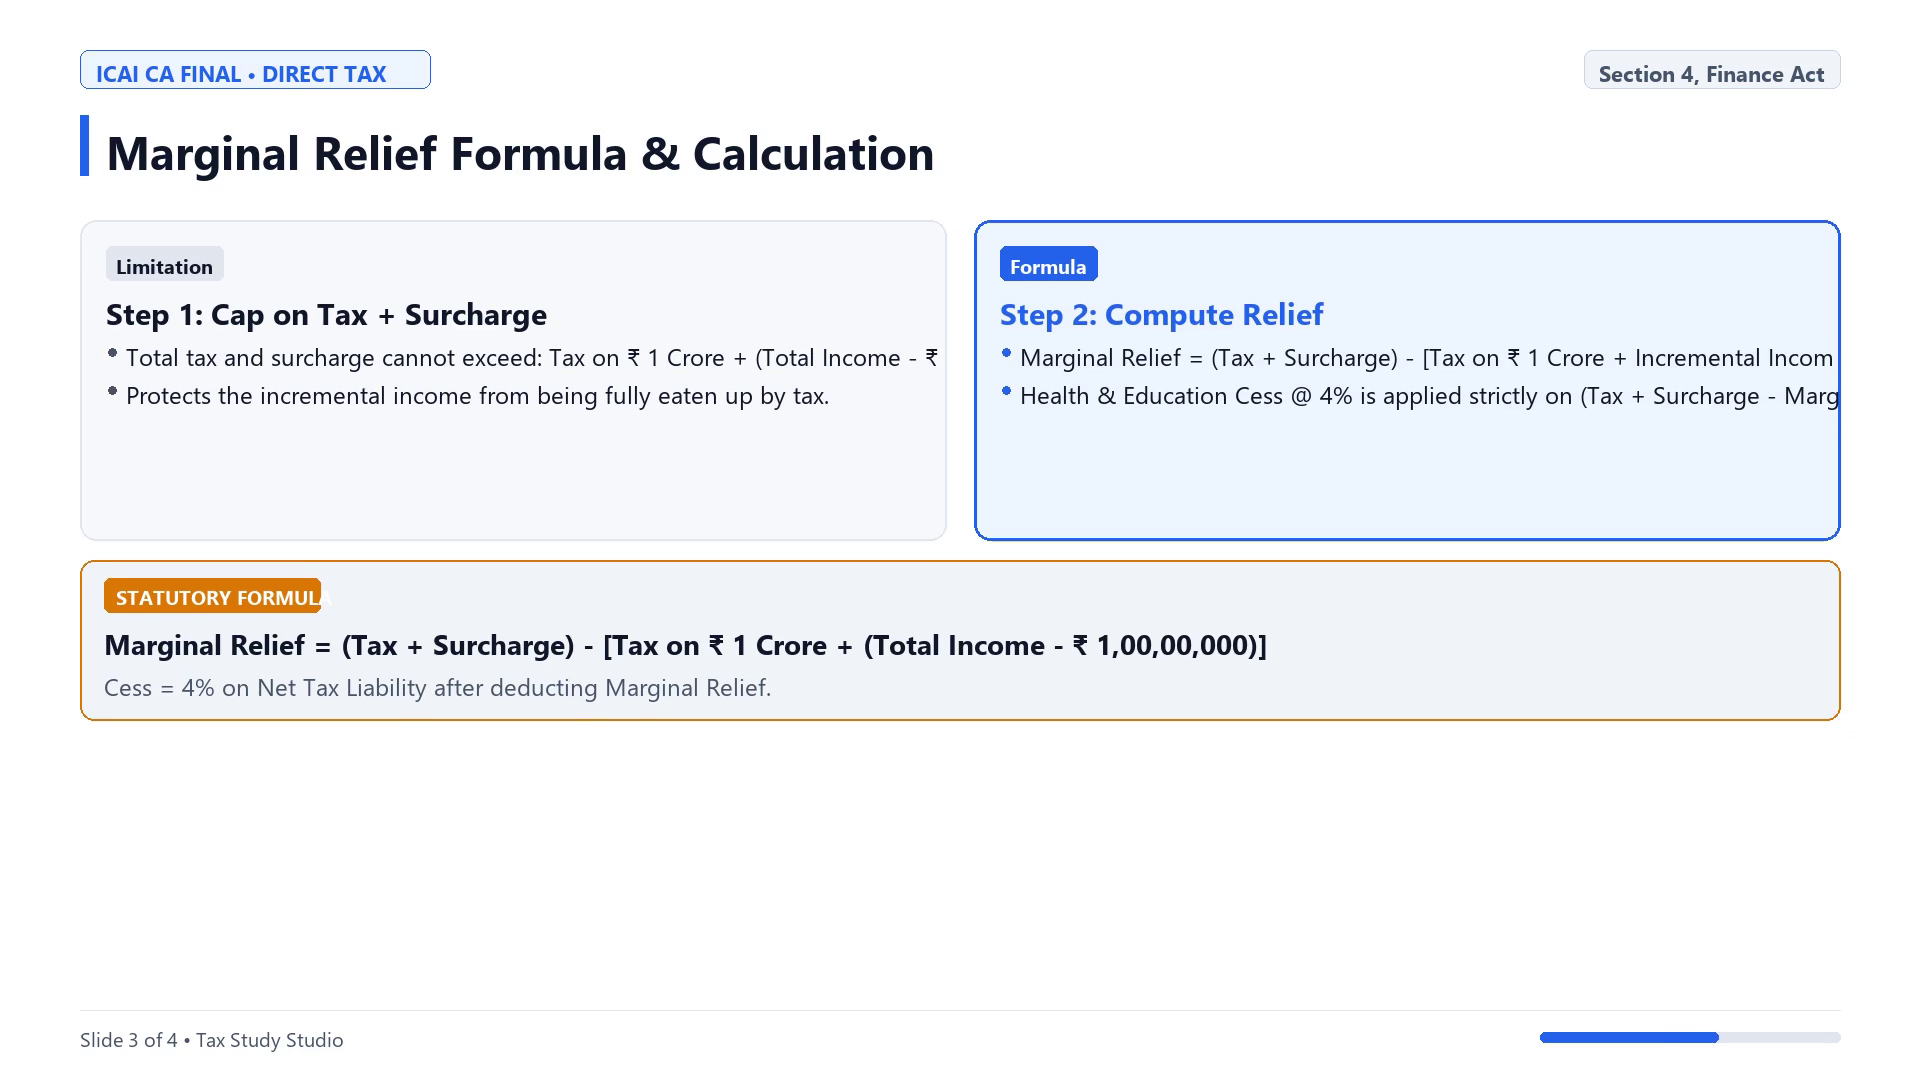 ICAI CA FINAL • DIRECT TAX
Section 4, Finance Act
Marginal Relief Formula & Calculation
Limitation
Step 1: Cap on Tax + Surcharge
• Total tax and surcharge cannot exceed: Tax on ₹ 1 Crore + (Total Income - ₹
• Protects the incremental income from being fully eaten up by tax.
Formula
Step 2: Compute Relief
• Marginal Relief = (Tax + Surcharge) - [Tax on ₹ 1 Crore + Incremental Incom
• Health & Education Cess @ 4% is applied strictly on (Tax + Surcharge - Marg
STATUTORY FORMULA
Marginal Relief = (Tax + Surcharge) - [Tax on ₹ 1 Crore + (Total Income - ₹ 1,00,00,000)]
Cess = 4% on Net Tax Liability after deducting Marginal Relief.
Slide 3 of 4 • Tax Study Studio